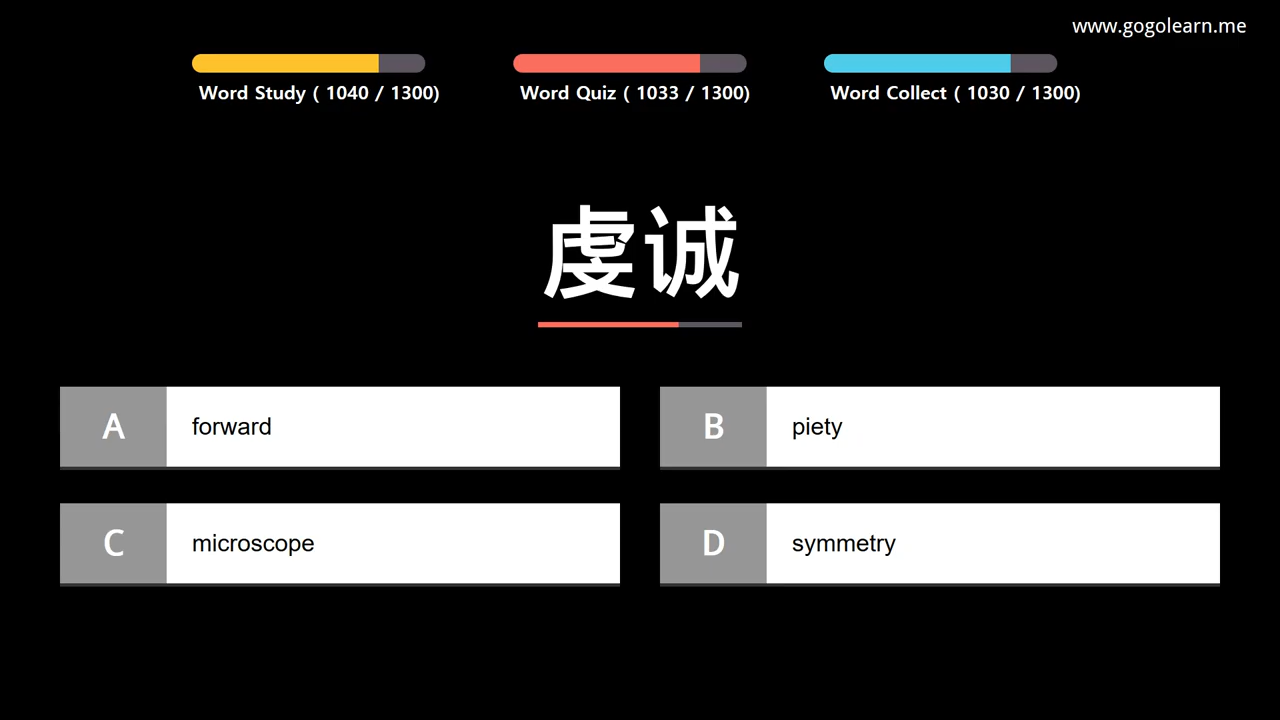 www.gogolearn.me
Word Study ( 1040 / 1300)
Word Quiz ( 1033 / 1300)
Word Collect ( 1030 / 1300)
虔诚
A forward
B piety
C microscope
D symmetry